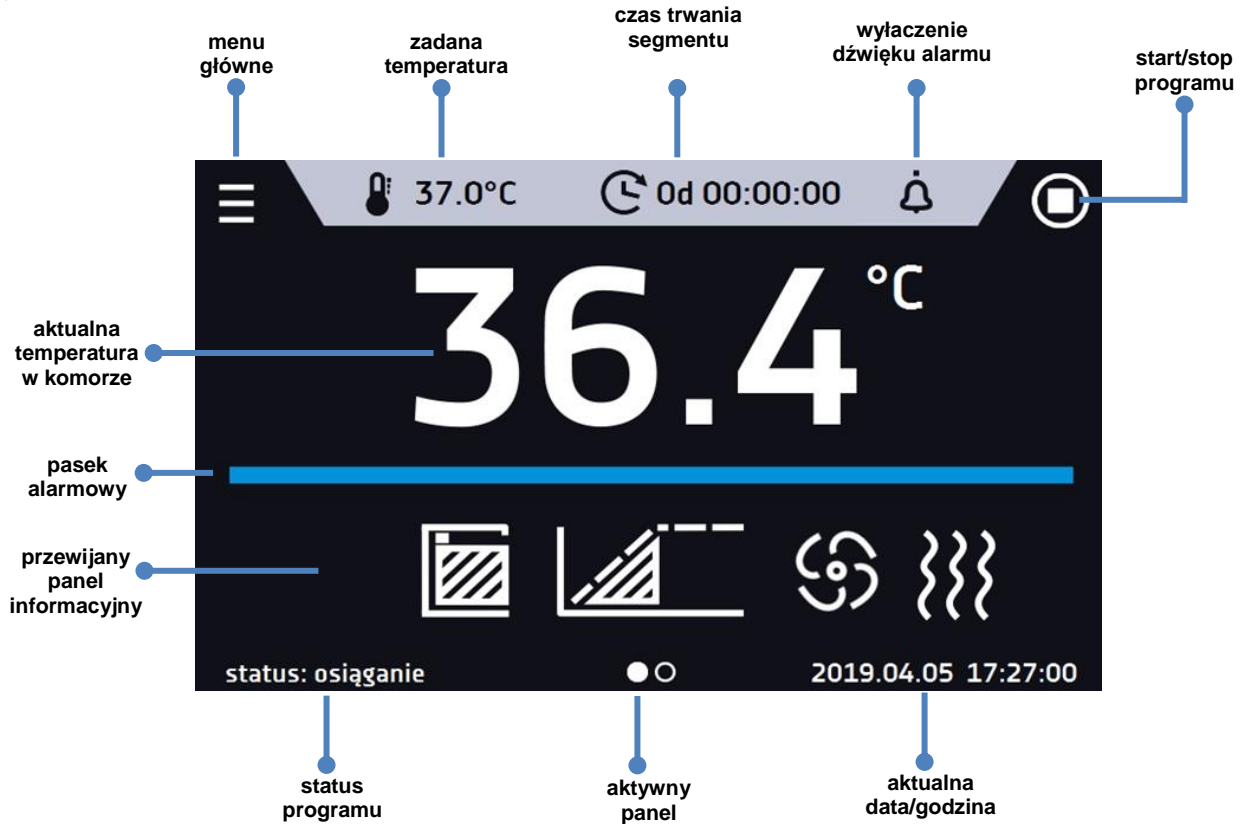 czas trwania
segmentu
menu
główne
zadana
temperatura
wyłaczenie
dźwięku alarmu
start/stop
programu
37.0°C
0d 00:00:00
36.4 °C
aktualna
temperatura
w komorze
pasek
alarmowy
przewijany
panel
informacyjny
status: osiąganie
2019.04.05 17:27:00
status
programu
aktywny
panel
aktualna
data/godzina